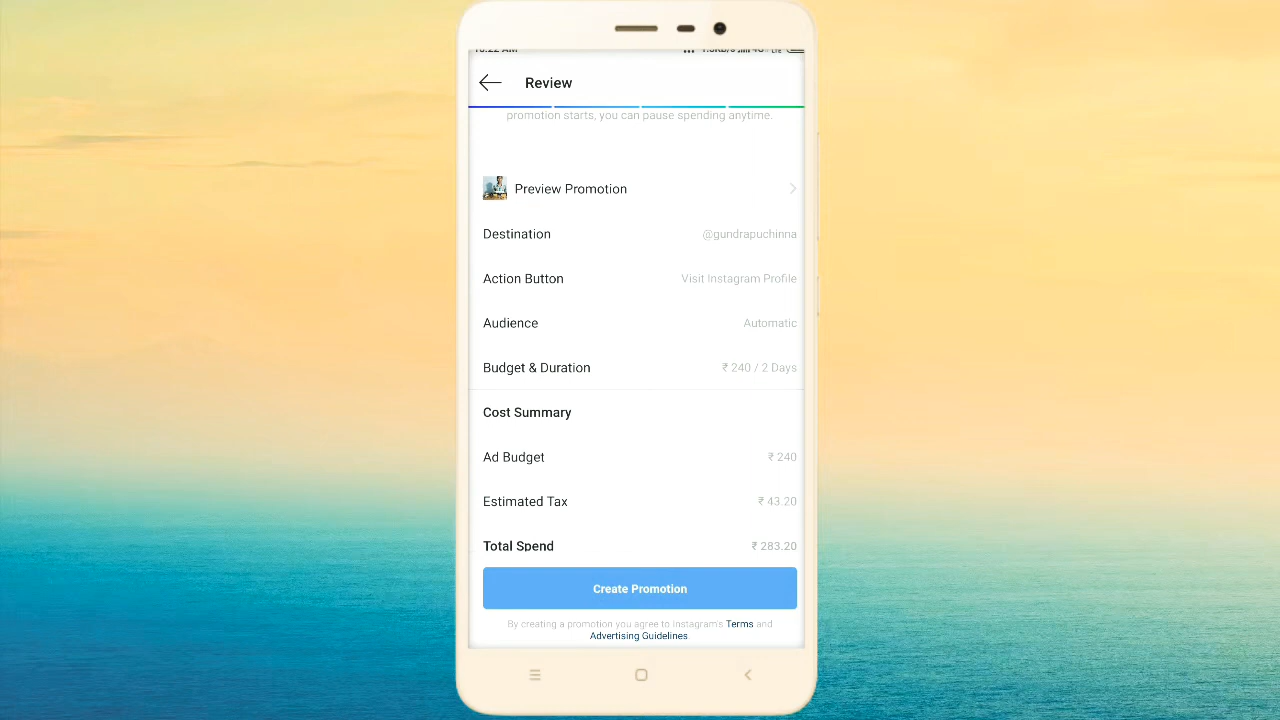 Review
promotion starts, you can pause spending anytime.
Preview Promotion
Destination @gundrapuchinna
Action Button Visit Instagram Profile
Audience Automatic
Budget & Duration ₹ 240 / 2 Days
Cost Summary
Ad Budget ₹ 240
Estimated Tax ₹ 43.20
Total Spend ₹ 283.20
Create Promotion
By creating a promotion you agree to Instagram's Terms and
Advertising Guidelines